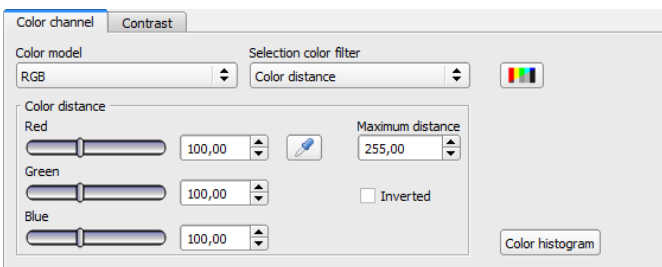 Color channel
Contrast
Color model
Selection color filter
RGB
Color distance
Color distance
Red
Maximum distance
100,00
255,00
Green
100,00
Inverted
Blue
100,00
Color histogram